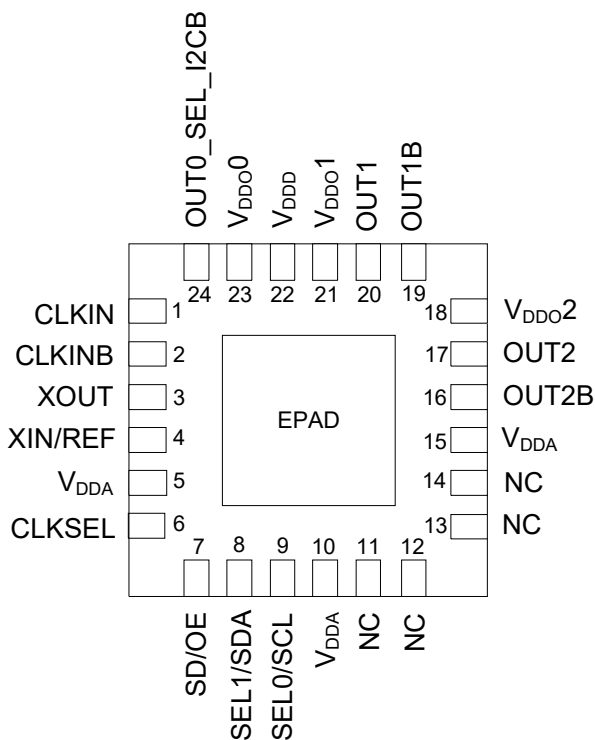 OUT0_SEL_I2CB
VDDO0
VDDD
VDDO1
OUT1
OUT1B
24
23
22
21
20
19
CLKIN 1
CLKINB 2
XOUT 3
XIN/REF 4
VDDA 5
CLKSEL 6
EPAD
18 VDDO2
17 OUT2
16 OUT2B
15 VDDA
14 NC
13 NC
7
8
9
10
11
12
SD/OE
SEL1/SDA
SEL0/SCL
VDDA
NC
NC